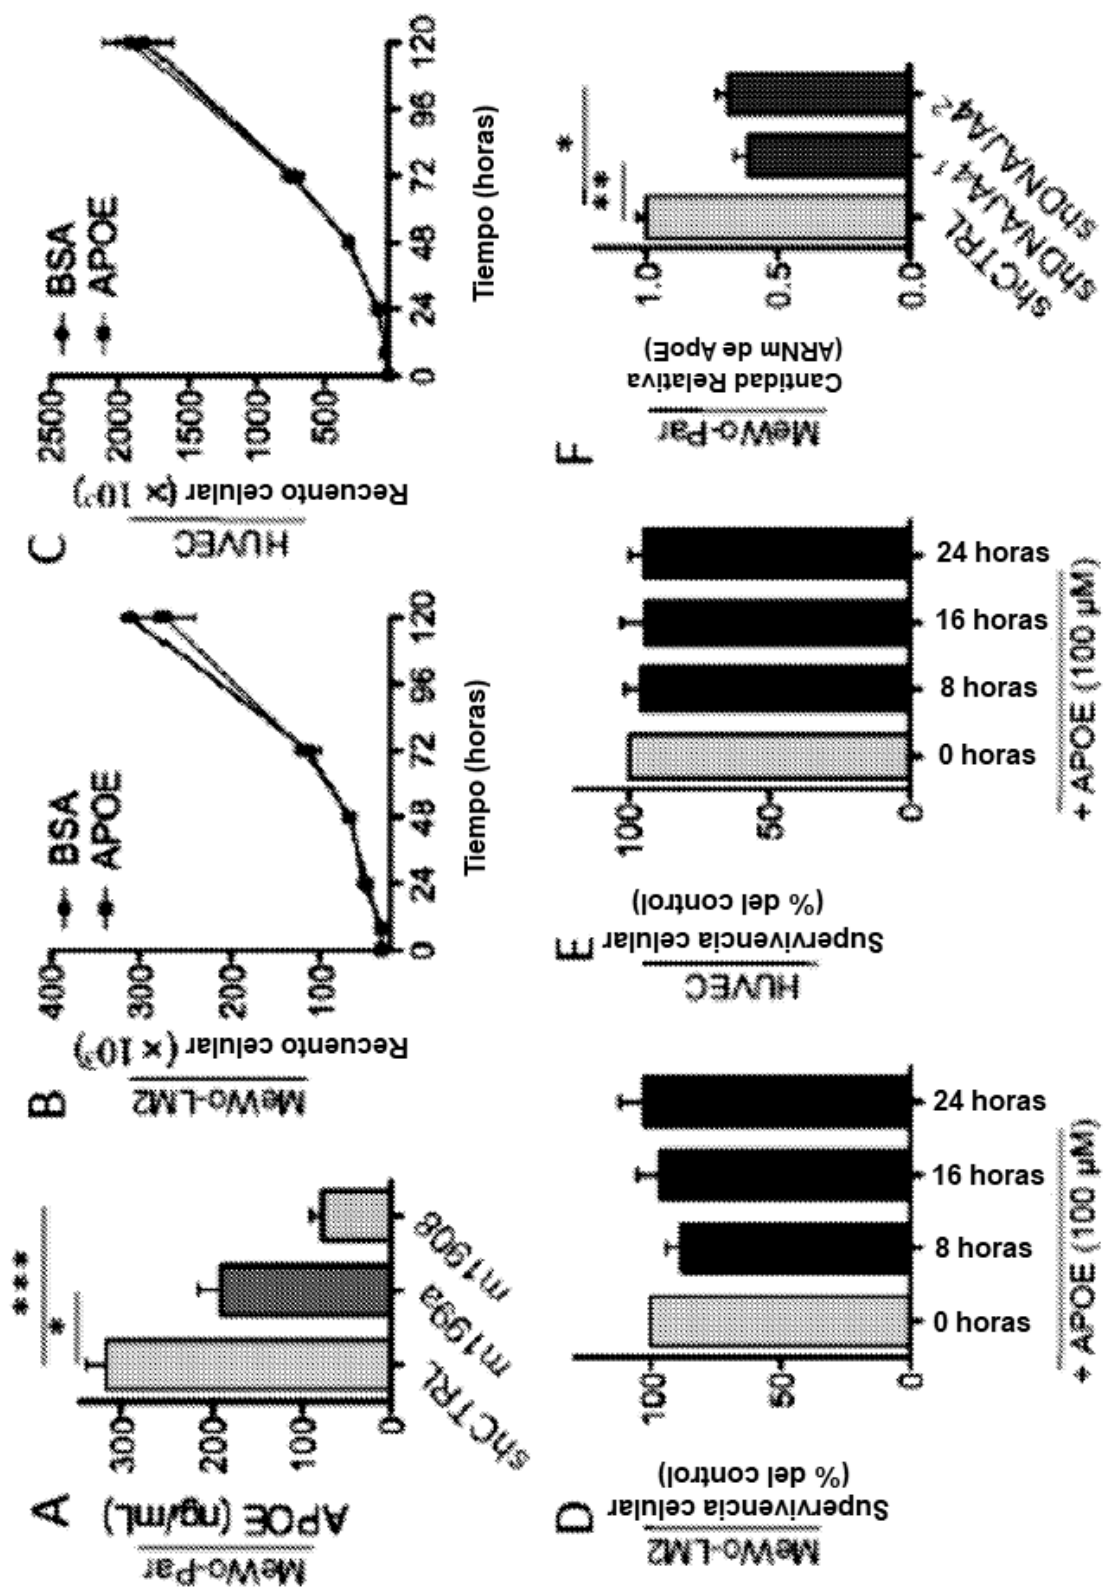 A
MeWo-Par
APOE (ng/mL)
300
200
100
0
***
*
shCTRL
m199a
m1908
B
MeWo-LM2
Recuento celular (× 10³)
400
300
200
100
BSA
APOE
0 24 48 72 96 120
Tiempo (horas)
C
HUVEC
Recuento celular (× 10³)
2500
2000
1500
1000
500
BSA
APOE
0 24 48 72 96 120
Tiempo (horas)
D
MeWo-LM2
Supervivencia celular
(% del control)
100
50
0
0 horas
8 horas
16 horas
24 horas
+ APOE (100 µM)
E
HUVEC
Supervivencia celular
(% del control)
100
50
0
0 horas
8 horas
16 horas
24 horas
+ APOE (100 µM)
F
MeWo-Par
Cantidad Relativa
(ARNm de ApoE)
1.0
0.5
0.0
*
**
shCTRL
shDNAJA4¹
shDNAJA4²